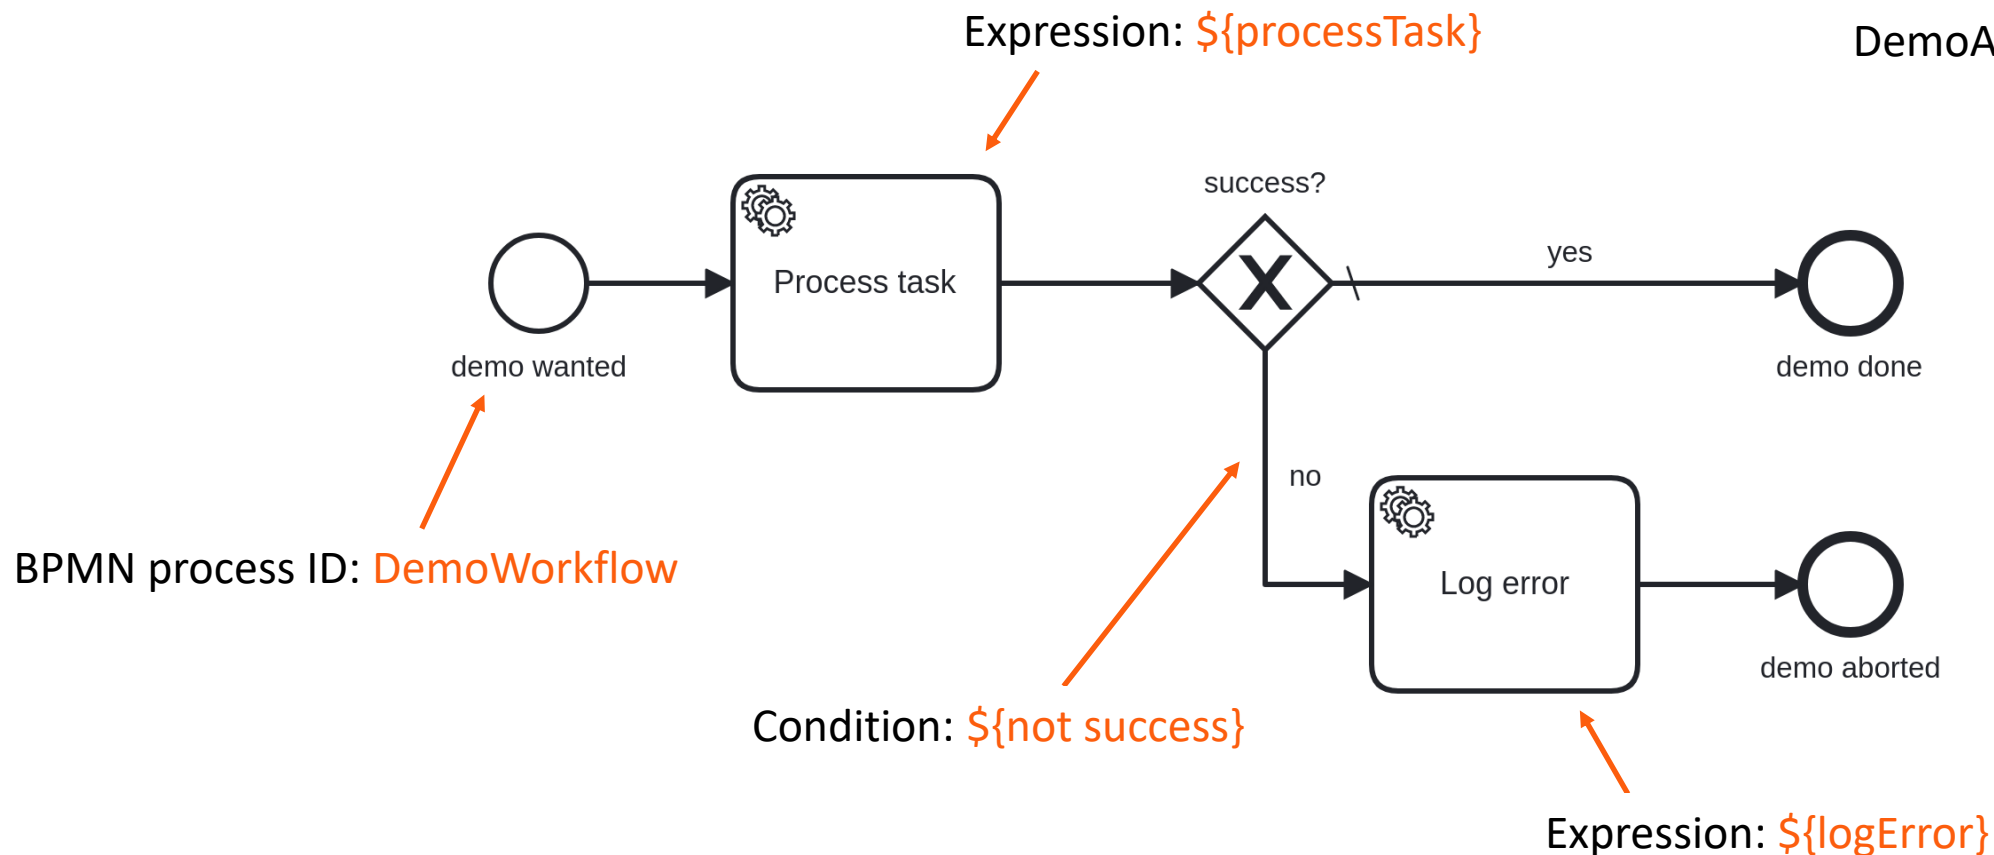 Expression: ${processTask}
DemoA
success?
yes
Process task
demo wanted
demo done
no
BPMN process ID: DemoWorkflow
Log error
demo aborted
Condition: ${not success}
Expression: ${logError}